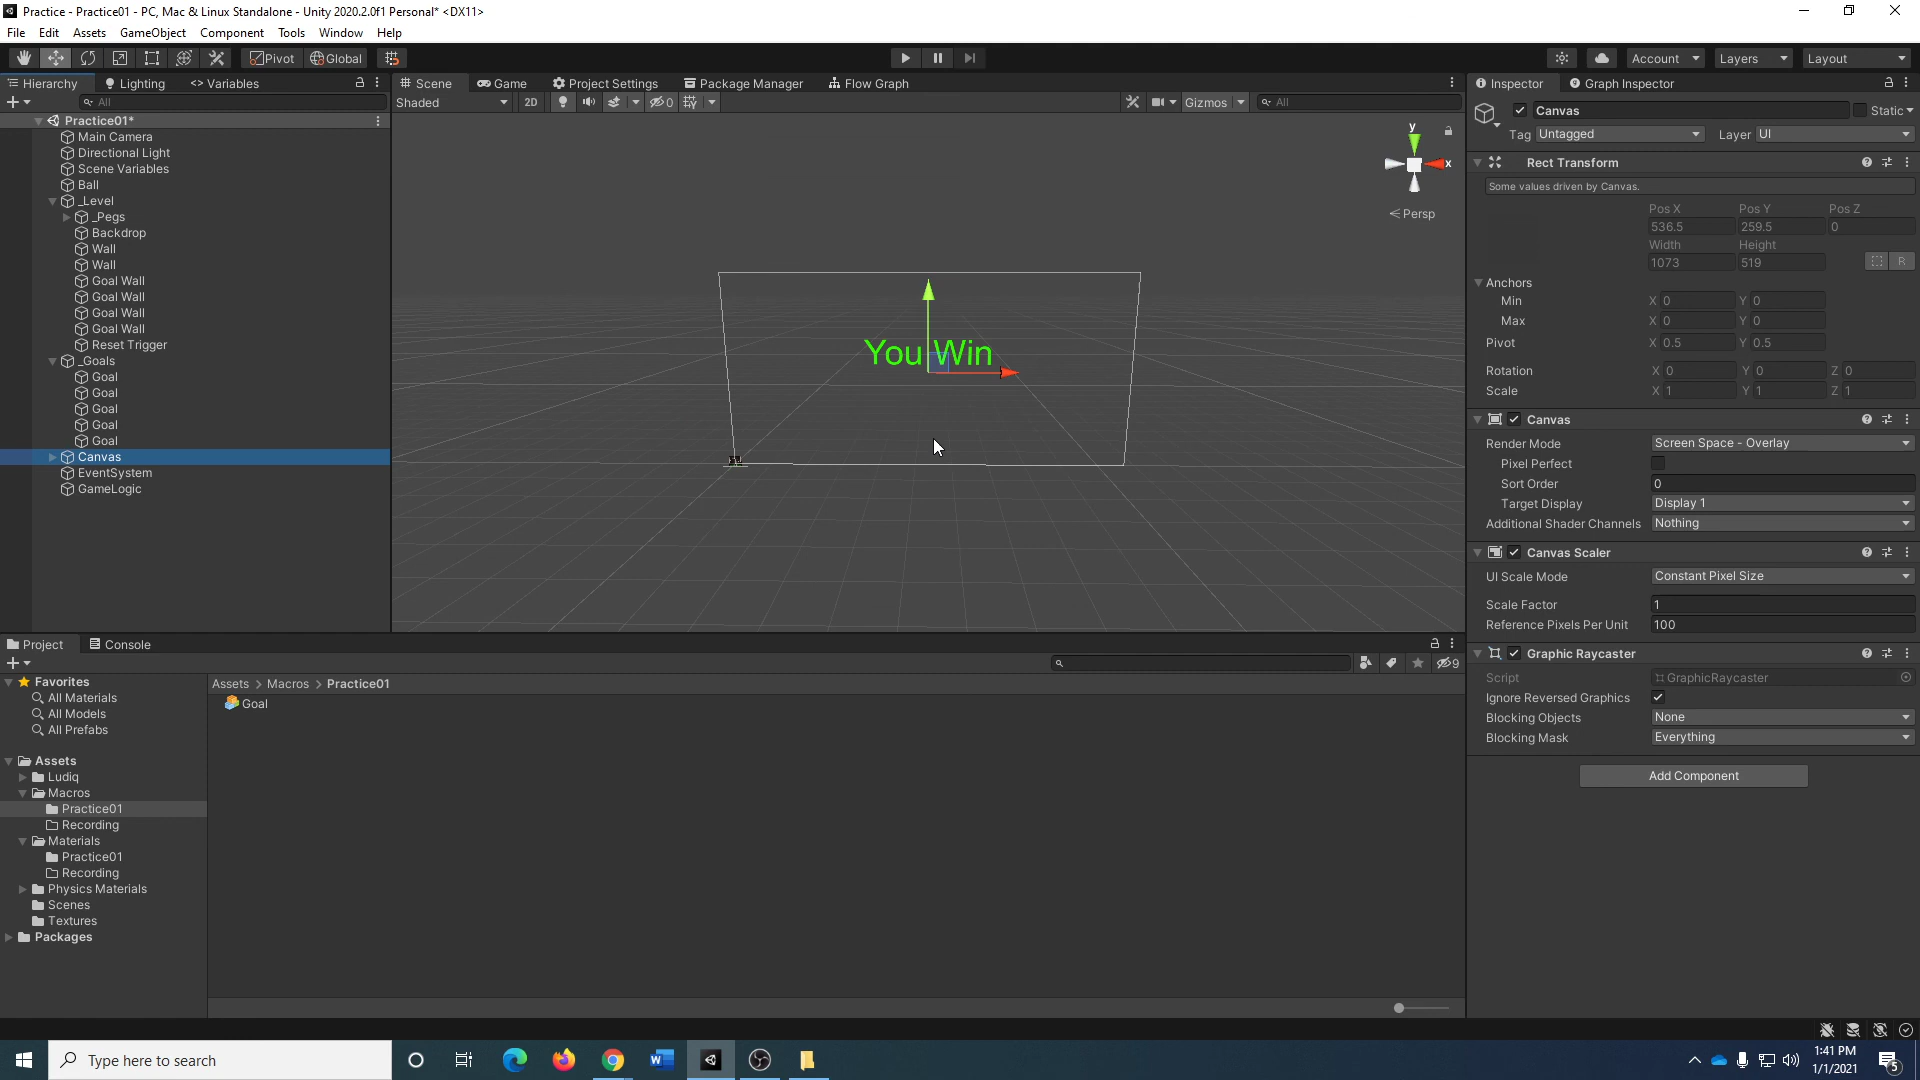 Practice - Practice01 - PC, Mac & Linux Standalone - Unity 2020.2.0f1 Personal* <DX11>
File Edit Assets GameObject Component Tools Window Help
Pivot Global Account Layers Layout
Hierarchy Lighting <> Variables
All
Practice01*
Main Camera
Directional Light
Scene Variables
Ball
_Level
_Pegs
Backdrop
Wall
Wall
Goal Wall
Goal Wall
Goal Wall
Goal Wall
Reset Trigger
_Goals
Goal
Goal
Goal
Goal
Goal
Canvas
EventSystem
GameLogic
Scene Game Project Settings Package Manager Flow Graph
Shaded 2D 0 Gizmos All
y
x
Persp
You Win
Inspector Graph Inspector
Canvas Static
Tag Untagged Layer UI
Rect Transform
Some values driven by Canvas.
Pos X Pos Y Pos Z
536.5 259.5 0
Width Height
1073 519 R
Anchors
Min X 0 Y 0
Max X 0 Y 0
Pivot X 0.5 Y 0.5
Rotation X 0 Y 0 Z 0
Scale X 1 Y 1 Z 1
Canvas
Render Mode Screen Space - Overlay
Pixel Perfect
Sort Order 0
Target Display Display 1
Additional Shader Channels Nothing
Canvas Scaler
UI Scale Mode Constant Pixel Size
Scale Factor 1
Reference Pixels Per Unit 100
Graphic Raycaster
Script GraphicRaycaster
Ignore Reversed Graphics
Blocking Objects None
Blocking Mask Everything
Add Component
Project Console
9
Favorites
All Materials
All Models
All Prefabs
Assets
Ludiq
Macros
Practice01
Recording
Materials
Practice01
Recording
Physics Materials
Scenes
Textures
Packages
Assets > Macros > Practice01
Goal
Type here to search
1:41 PM
1/1/2021
5